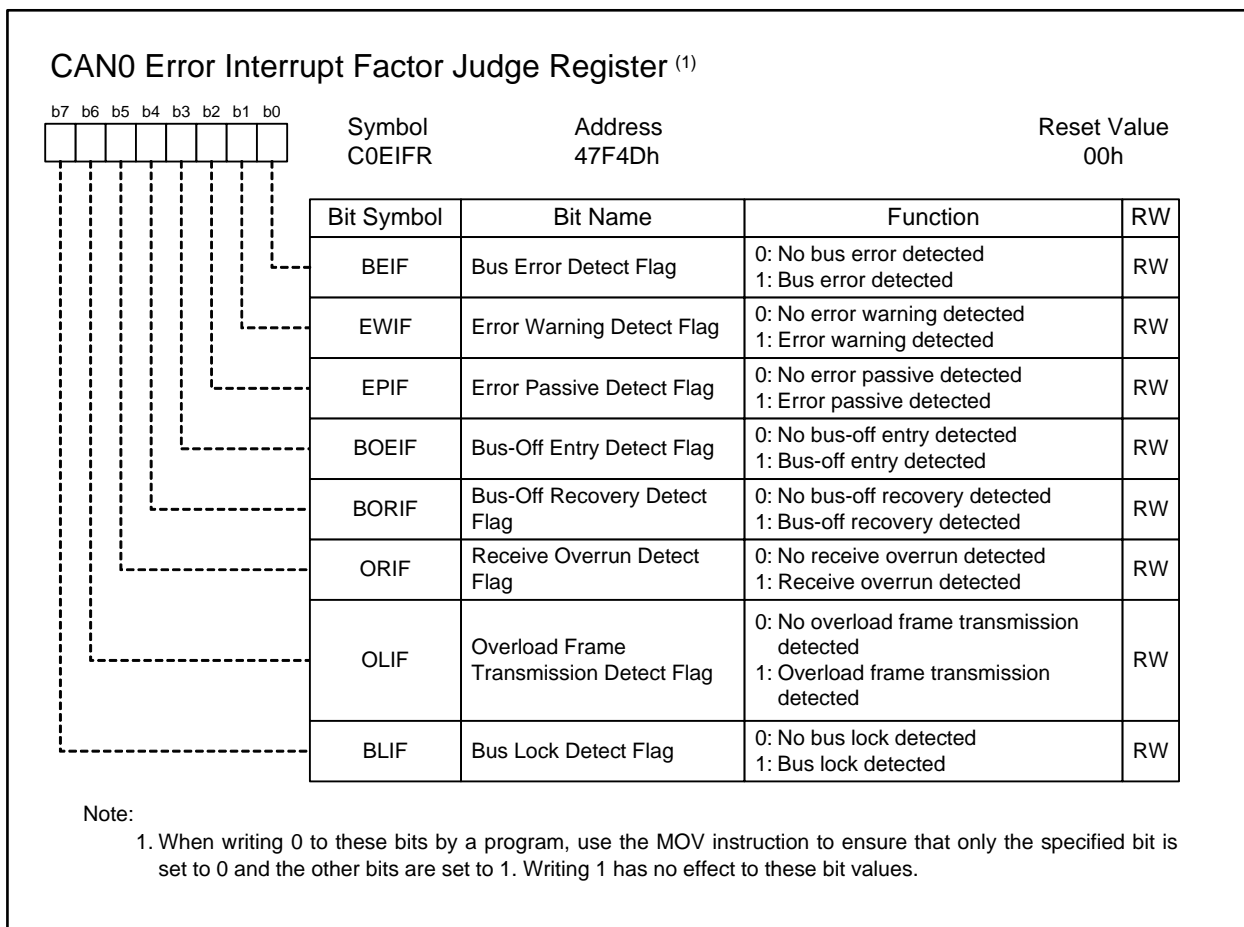 CAN0 Error Interrupt Factor Judge Register (1)
b7 b6 b5 b4 b3 b2 b1 b0
Symbol Address Reset Value
C0EIFR 47F4Dh 00h
Bit Symbol Bit Name Function RW
BEIF Bus Error Detect Flag 0: No bus error detected RW
1: Bus error detected
EWIF Error Warning Detect Flag 0: No error warning detected RW
1: Error warning detected
EPIF Error Passive Detect Flag 0: No error passive detected RW
1: Error passive detected
BOEIF Bus-Off Entry Detect Flag 0: No bus-off entry detected RW
1: Bus-off entry detected
BORIF Bus-Off Recovery Detect 0: No bus-off recovery detected RW
Flag 1: Bus-off recovery detected
ORIF Receive Overrun Detect 0: No receive overrun detected RW
Flag 1: Receive overrun detected
OLIF Overload Frame 0: No overload frame transmission RW
Transmission Detect Flag detected
1: Overload frame transmission
detected
BLIF Bus Lock Detect Flag 0: No bus lock detected RW
1: Bus lock detected
Note:
1. When writing 0 to these bits by a program, use the MOV instruction to ensure that only the specified bit is
set to 0 and the other bits are set to 1. Writing 1 has no effect to these bit values.